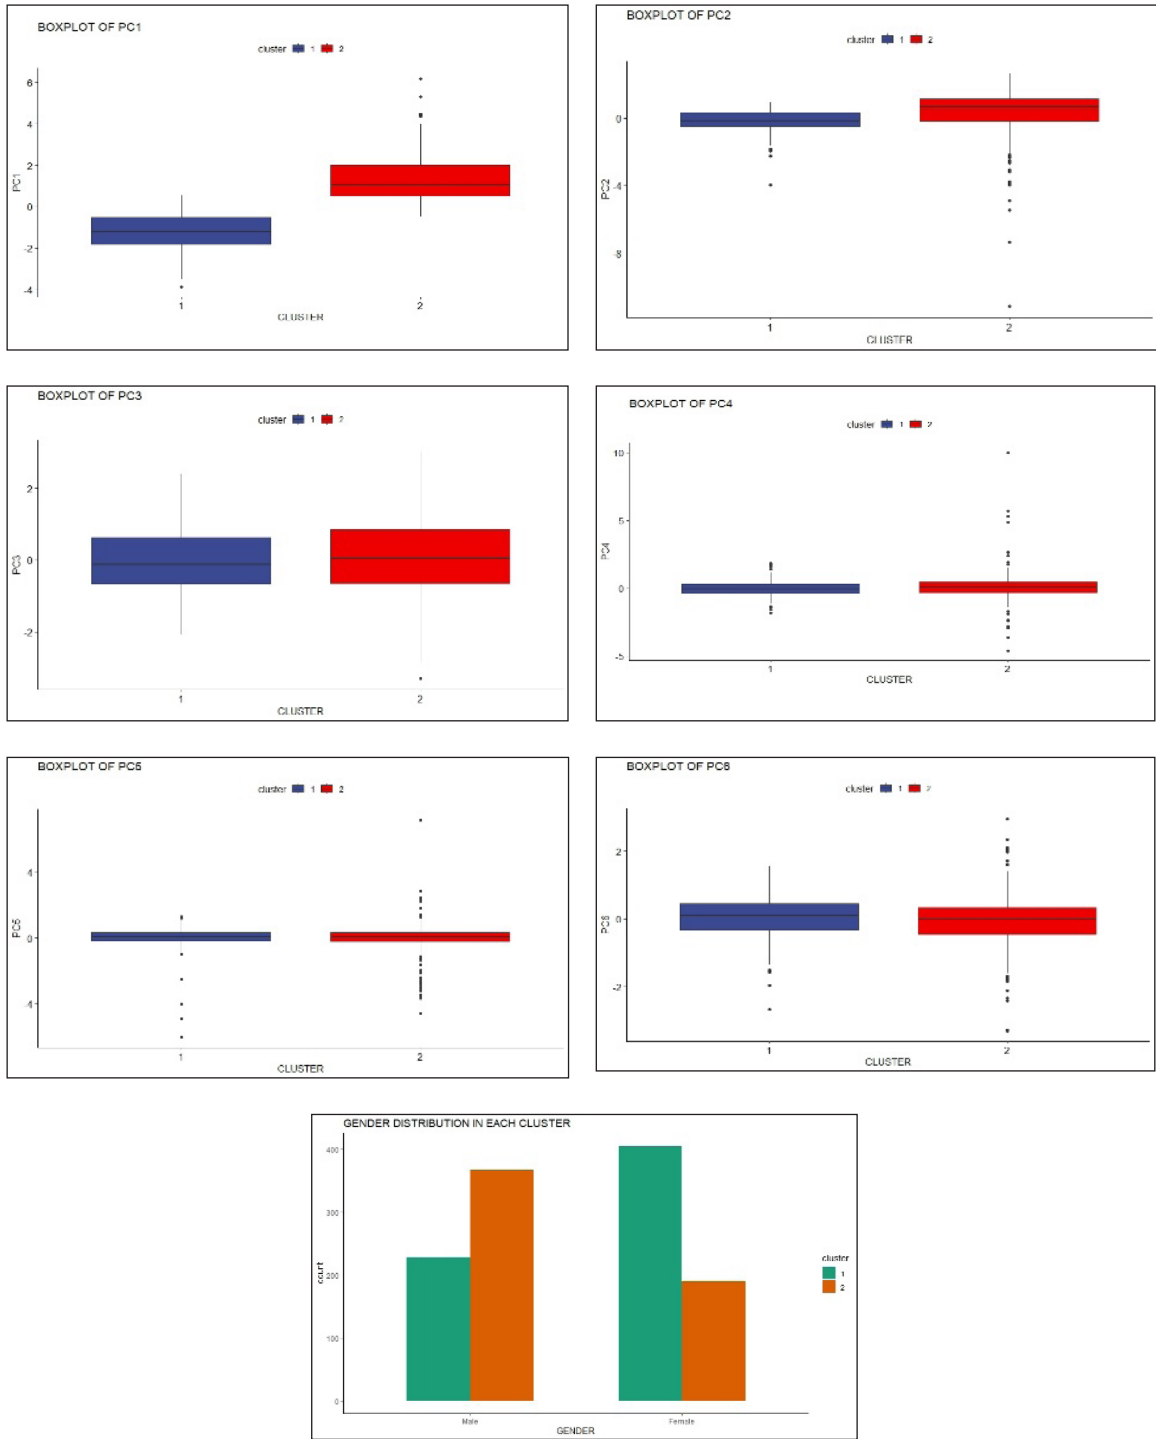 BOXPLOT OF PC1
cluster 1 2
6
4
2
0
-2
-4
PC1
1 2
CLUSTER
BOXPLOT OF PC2
cluster 1 2
0
-4
-8
PC2
1 2
CLUSTER
BOXPLOT OF PC3
cluster 1 2
2
0
-2
PC3
1 2
CLUSTER
BOXPLOT OF PC4
cluster 1 2
10
5
0
-5
PC4
1 2
CLUSTER
BOXPLOT OF PC5
cluster 1 2
4
0
-4
PC5
1 2
CLUSTER
BOXPLOT OF PC6
cluster 1 2
2
0
-2
PC6
1 2
CLUSTER
GENDER DISTRIBUTION IN EACH CLUSTER
400
300
200
100
0
count
Male Female
GENDER
cluster
1
2